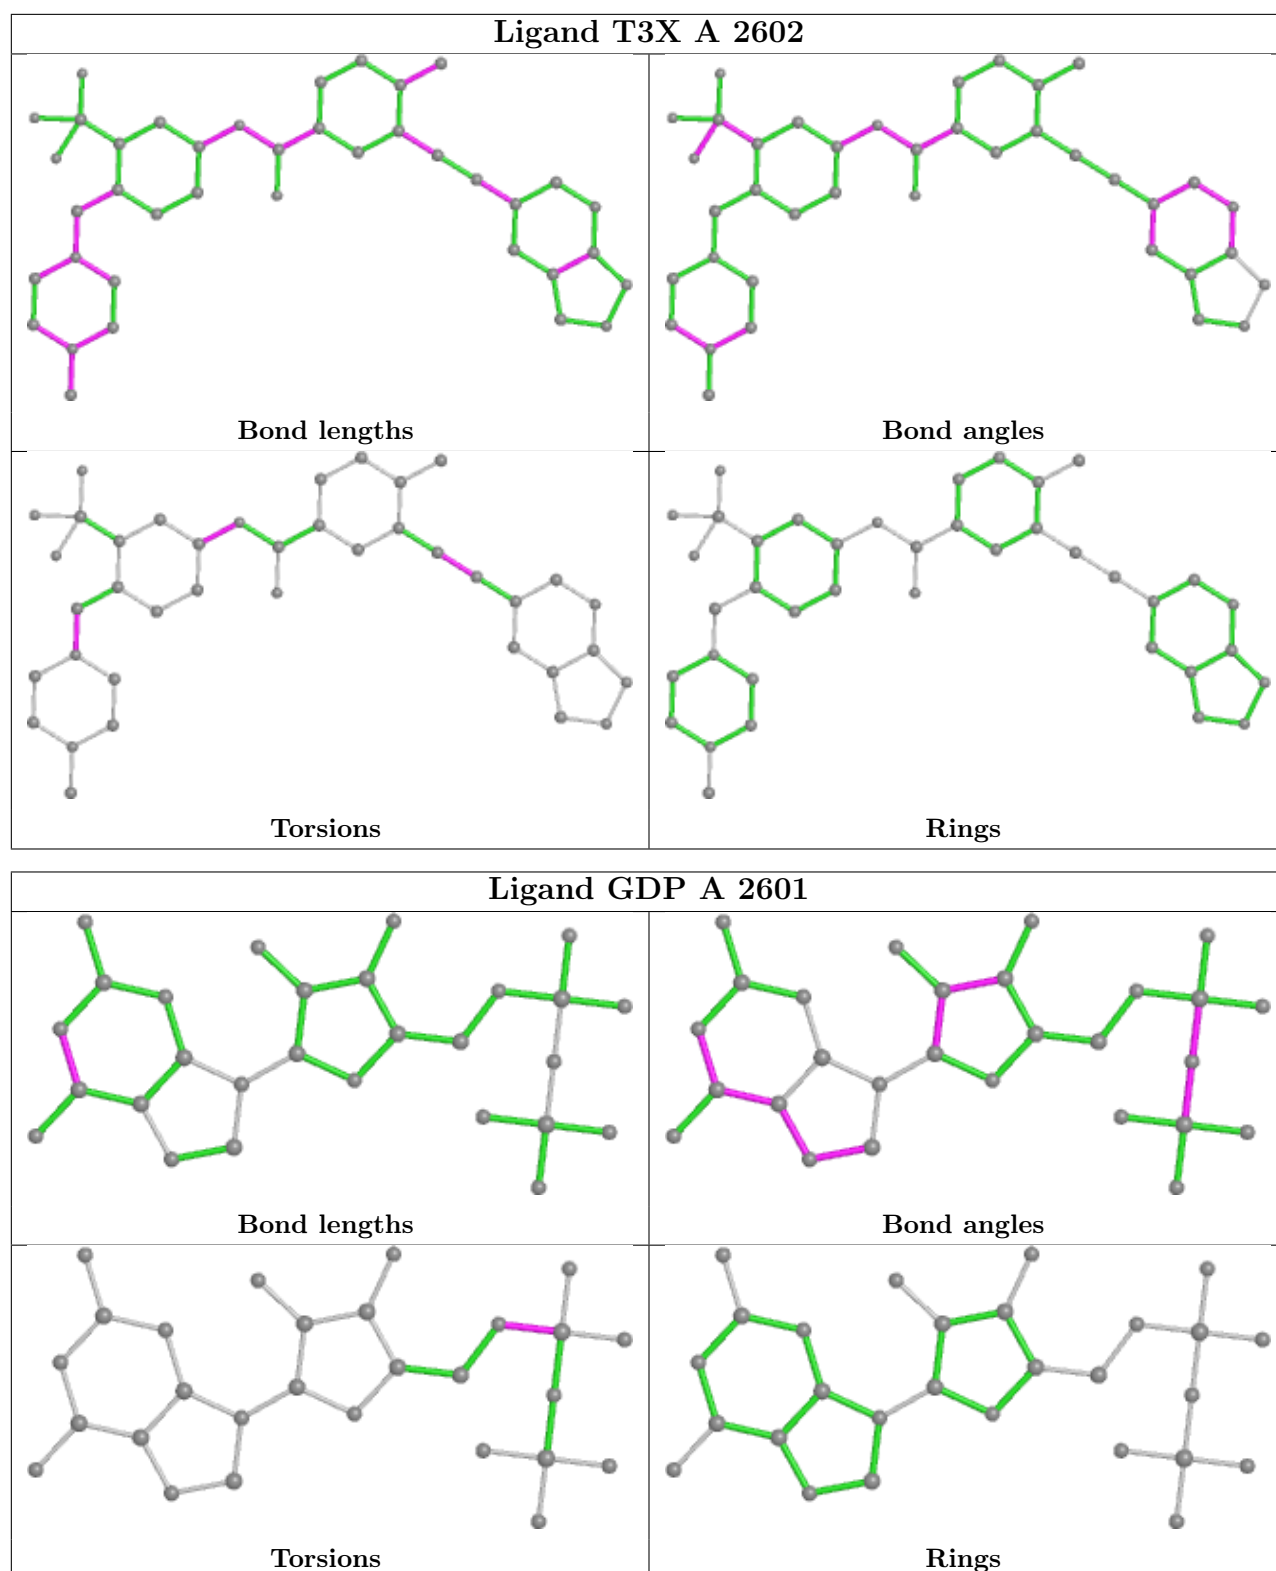 Ligand T3X A 2602
Bond lengths
Bond angles
Torsions
Rings
Ligand GDP A 2601
Bond lengths
Bond angles
Torsions
Rings